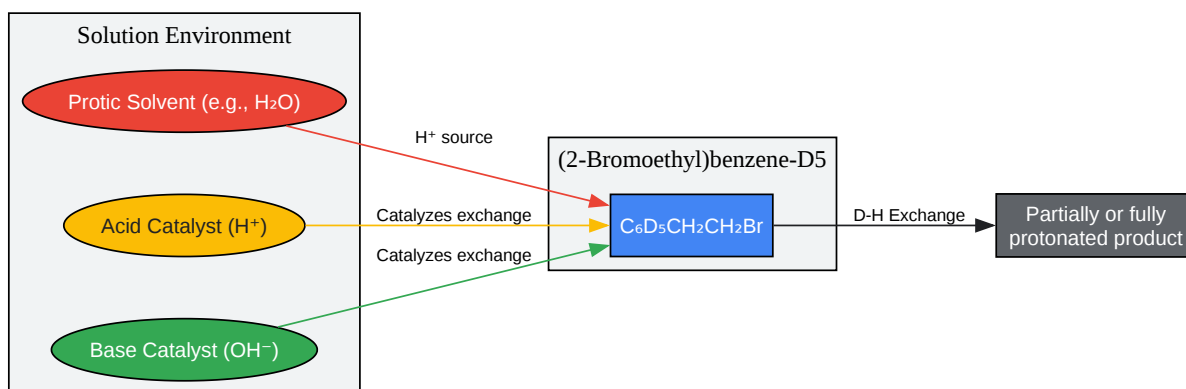 Solution Environment
Protic Solvent (e.g., H₂O)
H⁺ source
(2-Bromoethyl)benzene-D5
Acid Catalyst (H⁺)
Catalyzes exchange
C₆D₅CH₂CH₂Br
D-H Exchange
Partially or fully
protonated product
Catalyzes exchange
Base Catalyst (OH⁻)